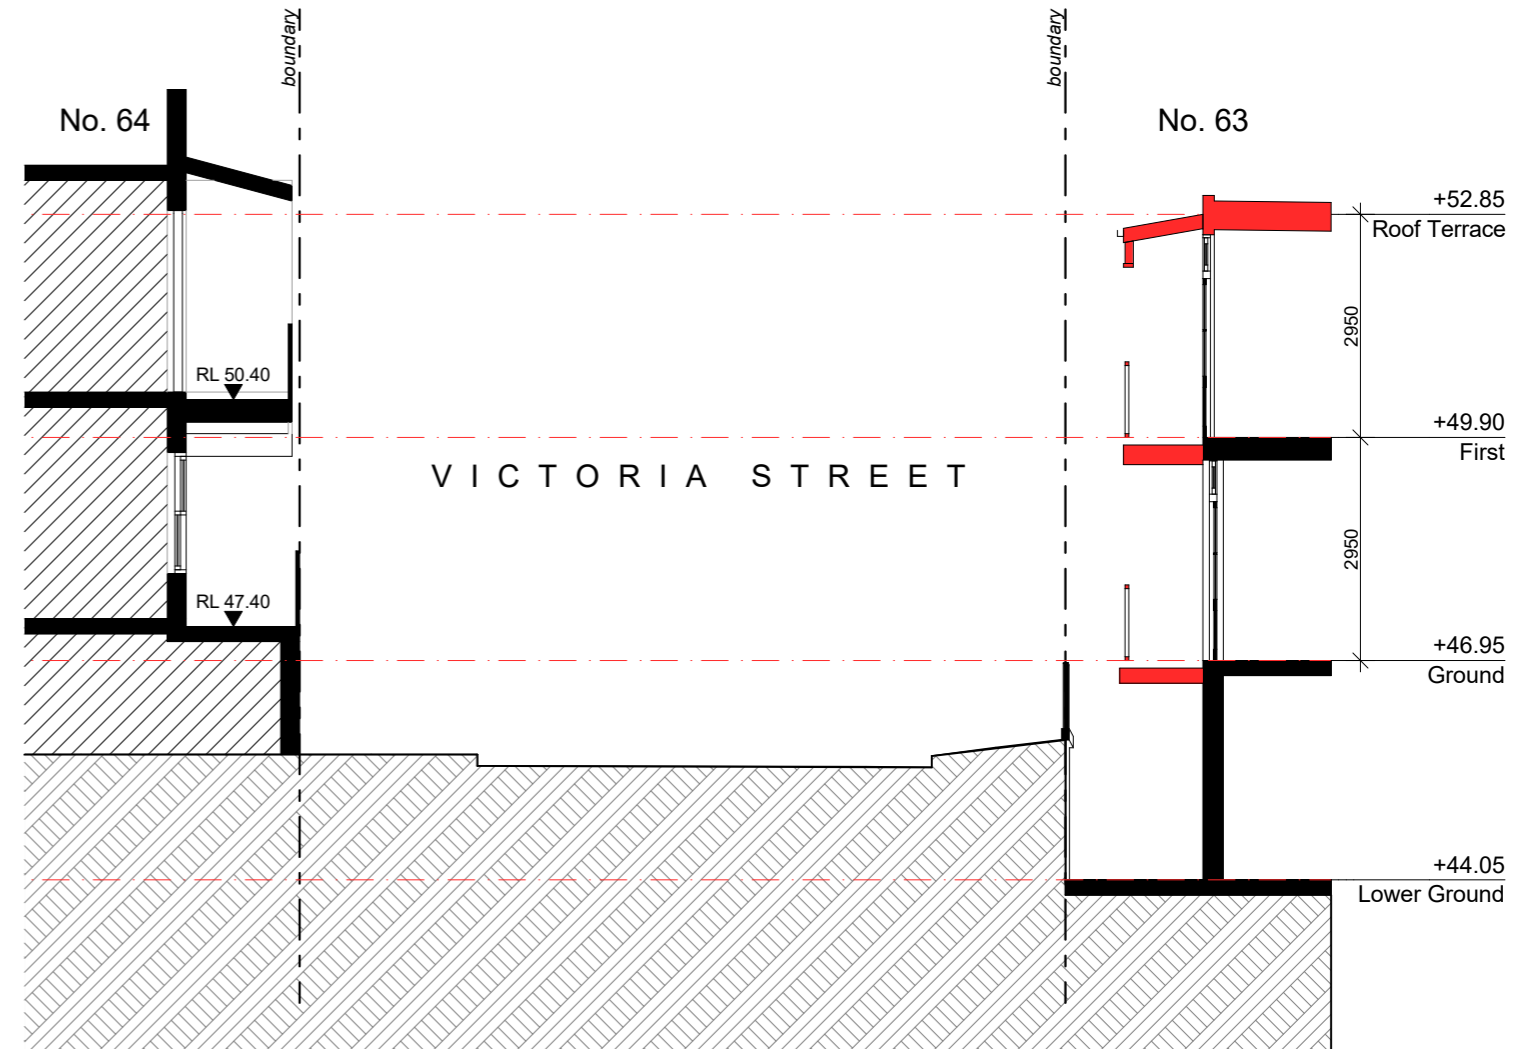 boundary
boundary
No. 64
No. 63
+52.85
Roof Terrace
2950
RL 50.40
+49.90
First
VICTORIA STREET
2950
RL 47.40
+46.95
Ground
+44.05
Lower Ground